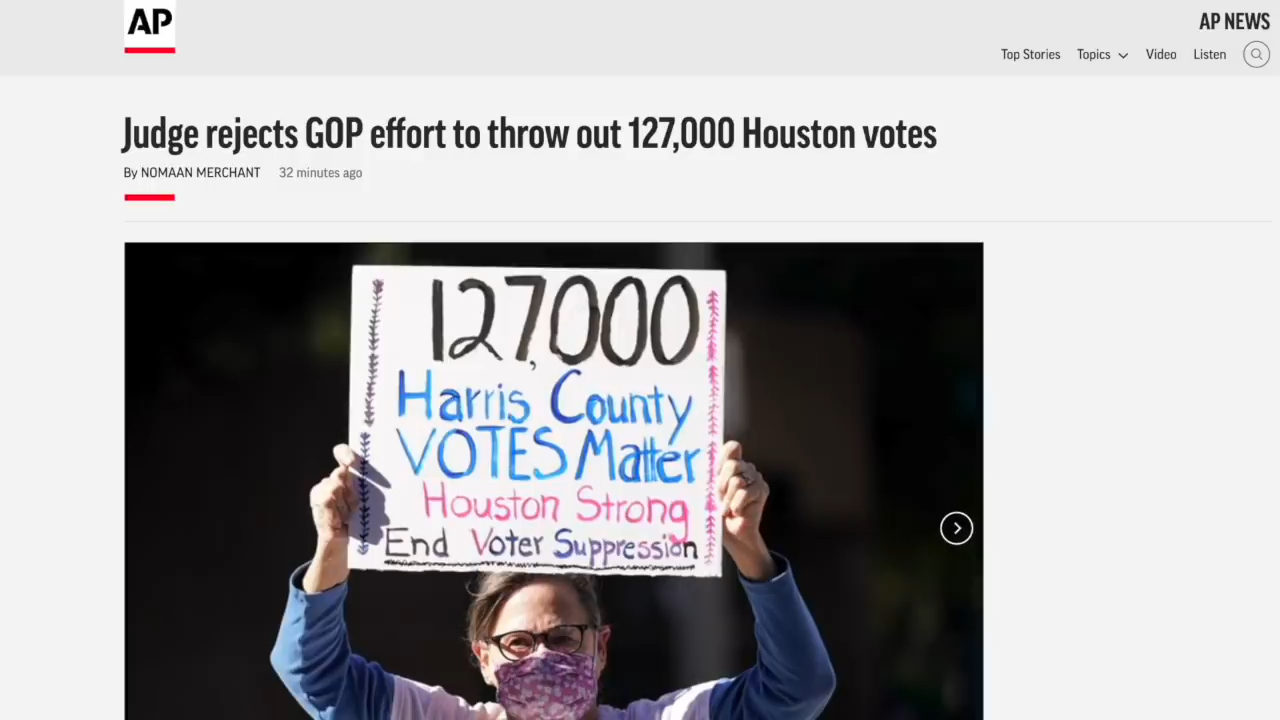 AP
AP NEWS
Top Stories Topics Video Listen
Judge rejects GOP effort to throw out 127,000 Houston votes
By NOMAAN MERCHANT 32 minutes ago
127,000
Harris County
VOTES Matter
Houston Strong
End Voter Suppression